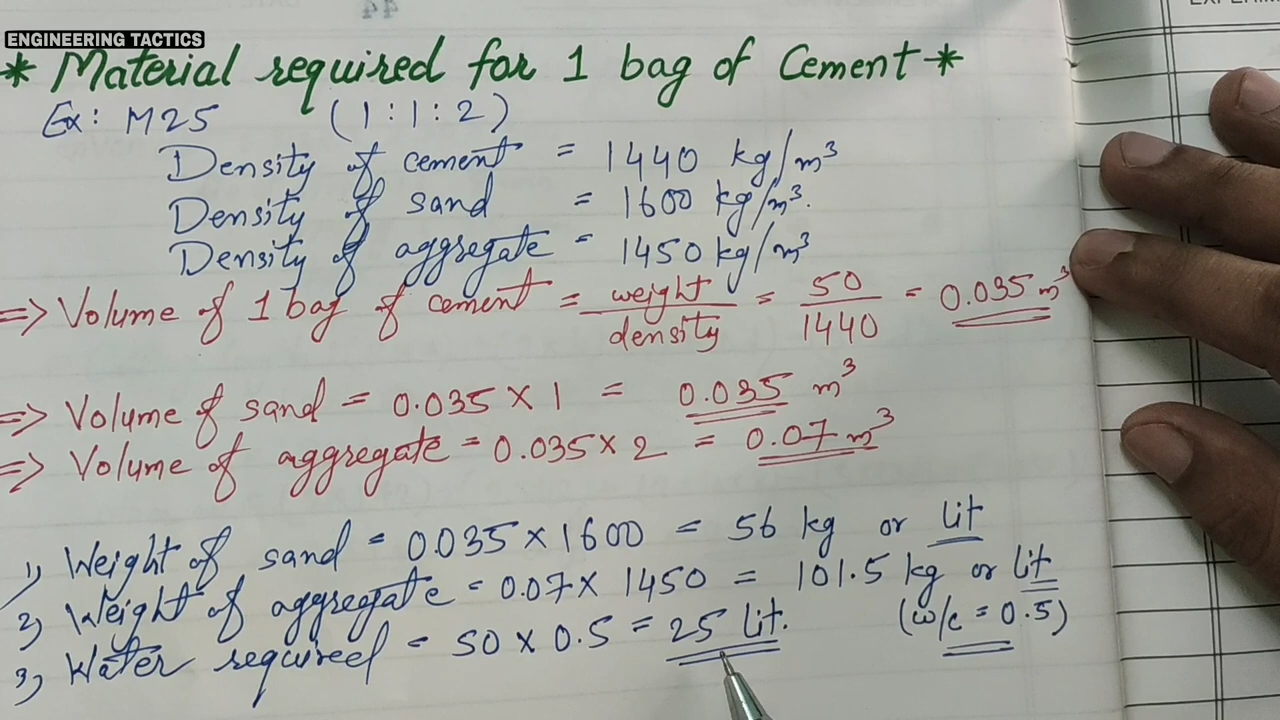 44
EXPERI
ENGINEERING TACTICS
* Material required for 1 bag of Cement *
Ex: M25 (1:1:2)
Density of cement = 1440 kg/m³
Density of sand = 1600 kg/m³.
Density of aggregate = 1450 kg/m³
=> Volume of 1 bag of cement = weight/density = 50/1440 = 0.035 m³
=> Volume of sand = 0.035 × 1 = 0.035 m³
=> Volume of aggregate = 0.035 × 2 = 0.07 m³
1) Weight of sand = 0.035 × 1600 = 56 kg or lit
2) Weight of aggregate = 0.07 × 1450 = 101.5 kg or lit
3) Water required = 50 × 0.5 = 25 lit. (w/c = 0.5)